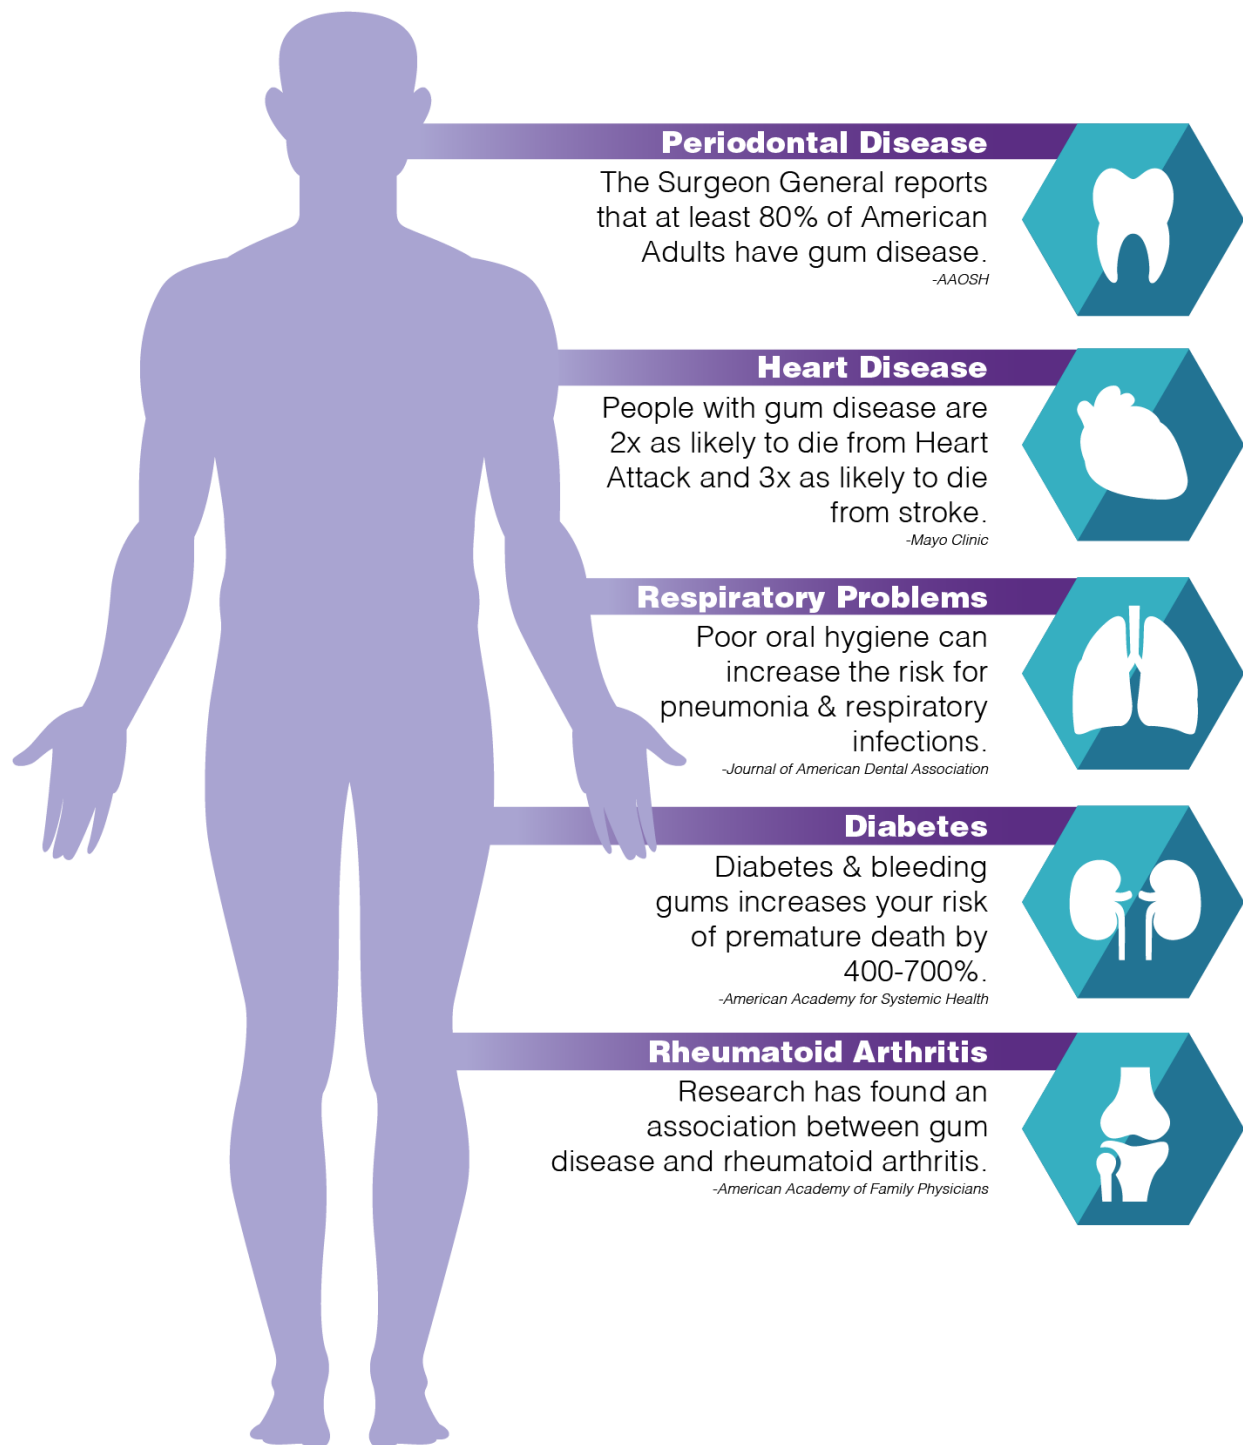 Periodontal Disease
The Surgeon General reports
that at least 80% of American
Adults have gum disease.
-AAOSH
Heart Disease
People with gum disease are
2x as likely to die from Heart
Attack and 3x as likely to die
from stroke.
-Mayo Clinic
Respiratory Problems
Poor oral hygiene can
increase the risk for
pneumonia & respiratory
infections.
-Journal of American Dental Association
Diabetes
Diabetes & bleeding
gums increases your risk
of premature death by
400-700%.
-American Academy for Systemic Health
Rheumatoid Arthritis
Research has found an
association between gum
disease and rheumatoid arthritis.
-American Academy of Family Physicians